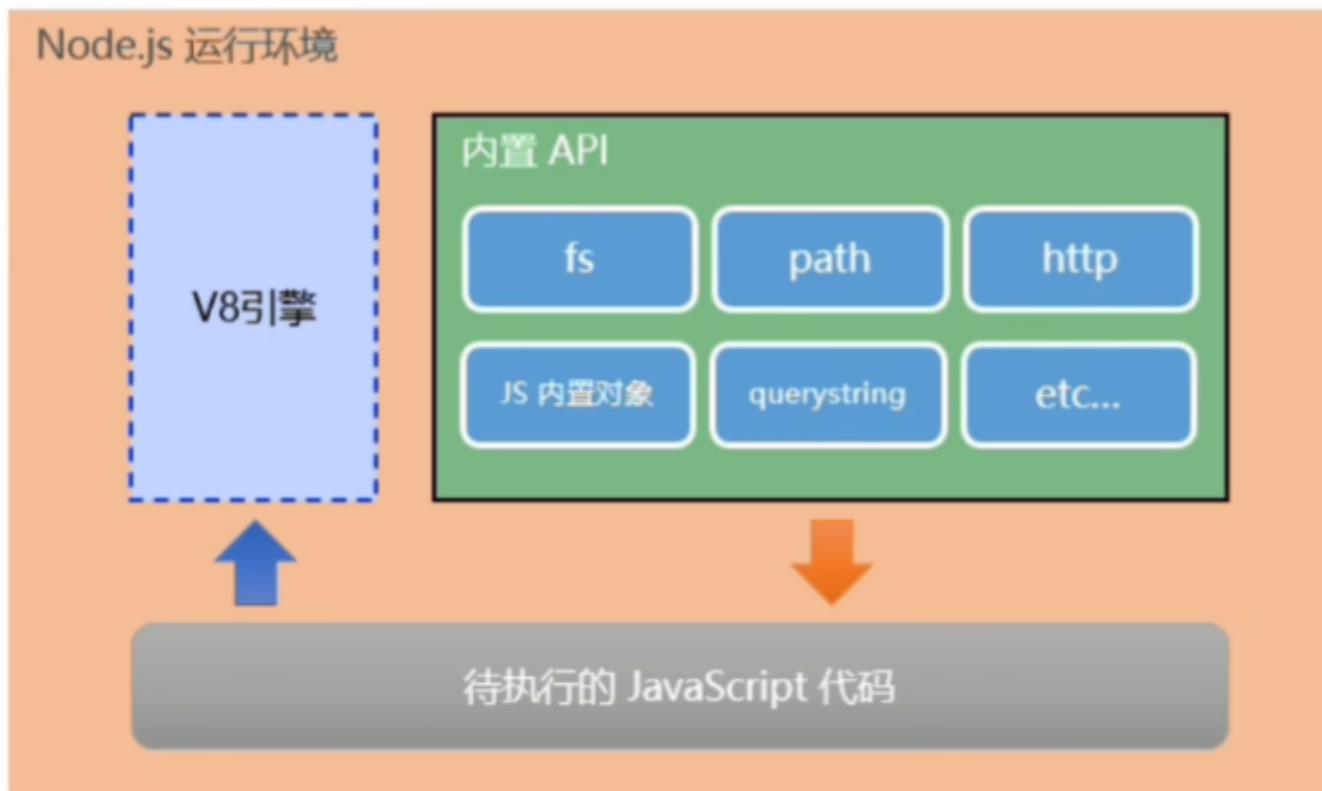 Node.js 运行环境
V8引擎
内置 API
fs
path
http
JS 内置对象
querystring
etc...
待执行的 JavaScript 代码